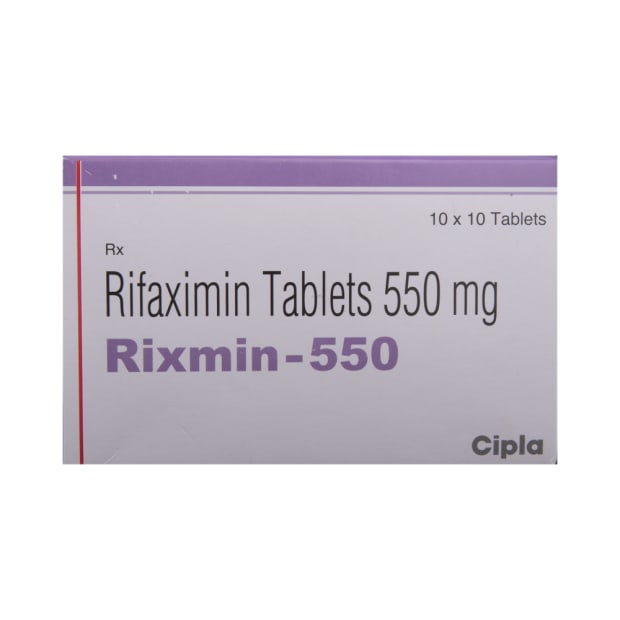 10 x 10 Tablets
Rx
Rifaximin Tablets 550 mg
Rixmin-550
Cipla